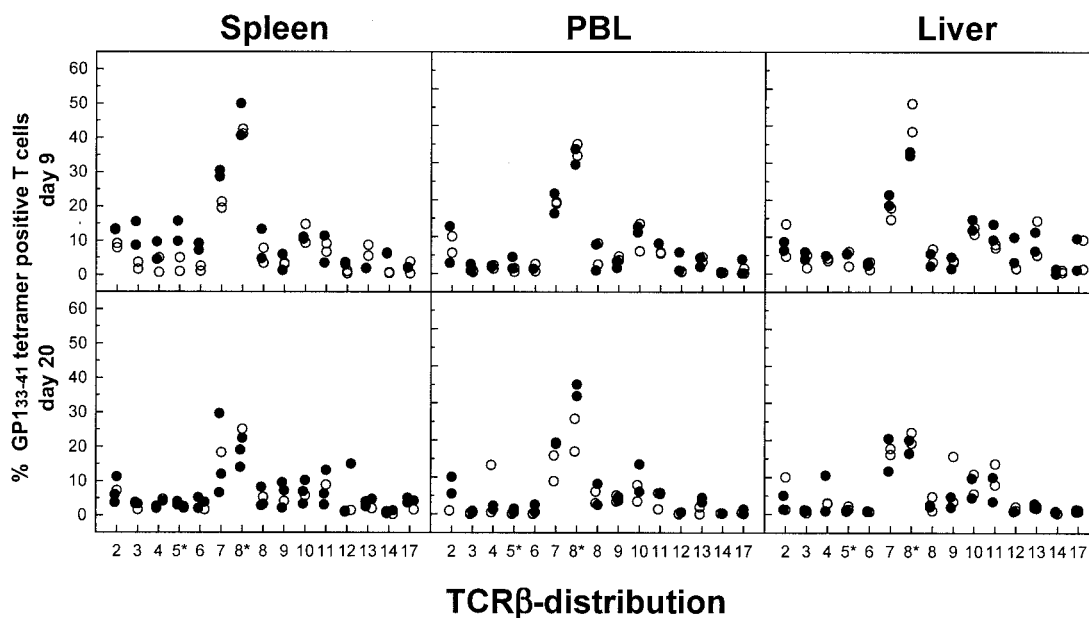 Spleen PBL Liver
% GP133-41 tetramer positive T cells
day 9
day 20
60
50
40
30
20
10
0
60
50
40
30
20
10
0
2 3 4 5* 6 7 8* 8 9 10 11 12 13 14 17 2 3 4 5* 6 7 8* 8 9 10 11 12 13 14 17 2 3 4 5* 6 7 8* 8 9 10 11 12 13 14 17
TCRβ-distribution